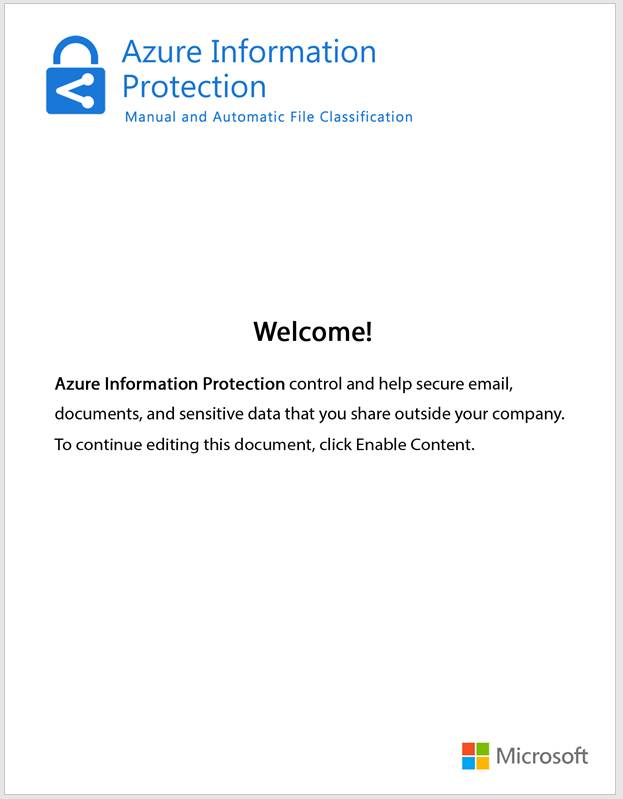 Azure Information
Protection
Manual and Automatic File Classification
Welcome!
Azure Information Protection control and help secure email,
documents, and sensitive data that you share outside your company.
To continue editing this document, click Enable Content.
Microsoft